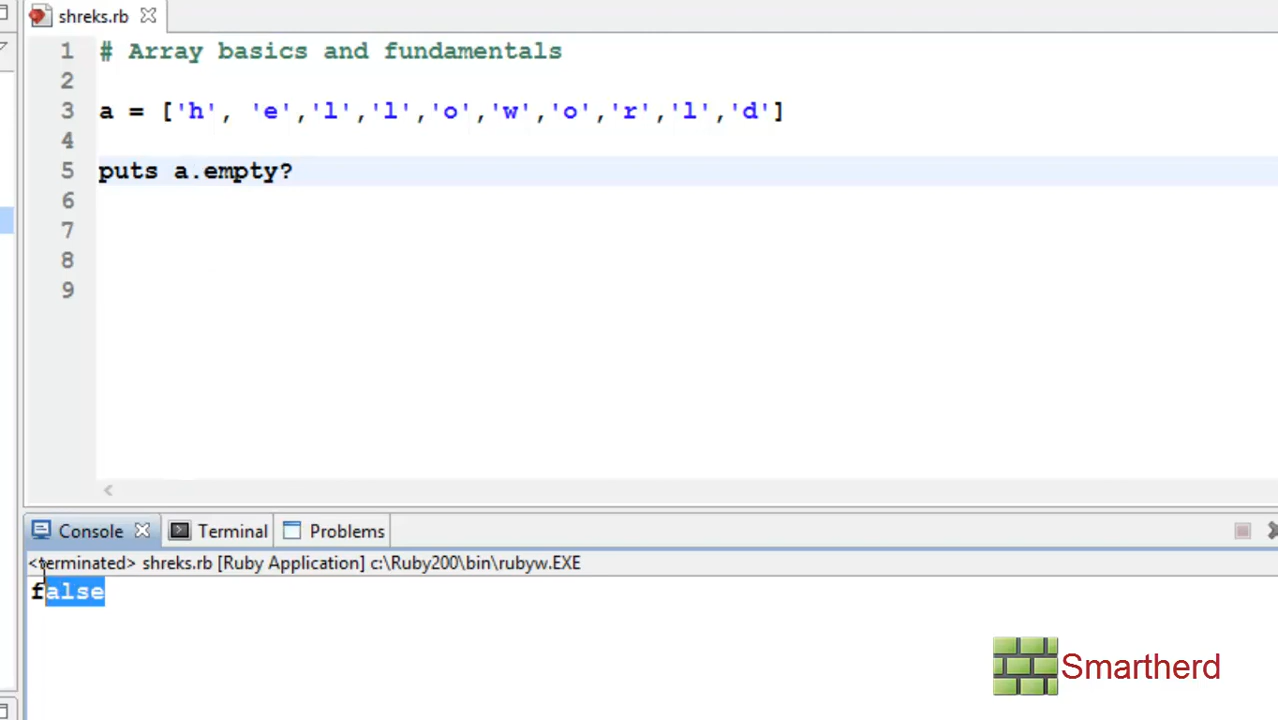 shreks.rb
1 # Array basics and fundamentals
2
3 a = ['h', 'e','l','l','o','w','o','r','l','d']
4
5 puts a.empty?
6
7
8
9
Console Terminal Problems
<terminated> shreks.rb [Ruby Application] c:\Ruby200\bin\rubyw.EXE
false
Smartherd